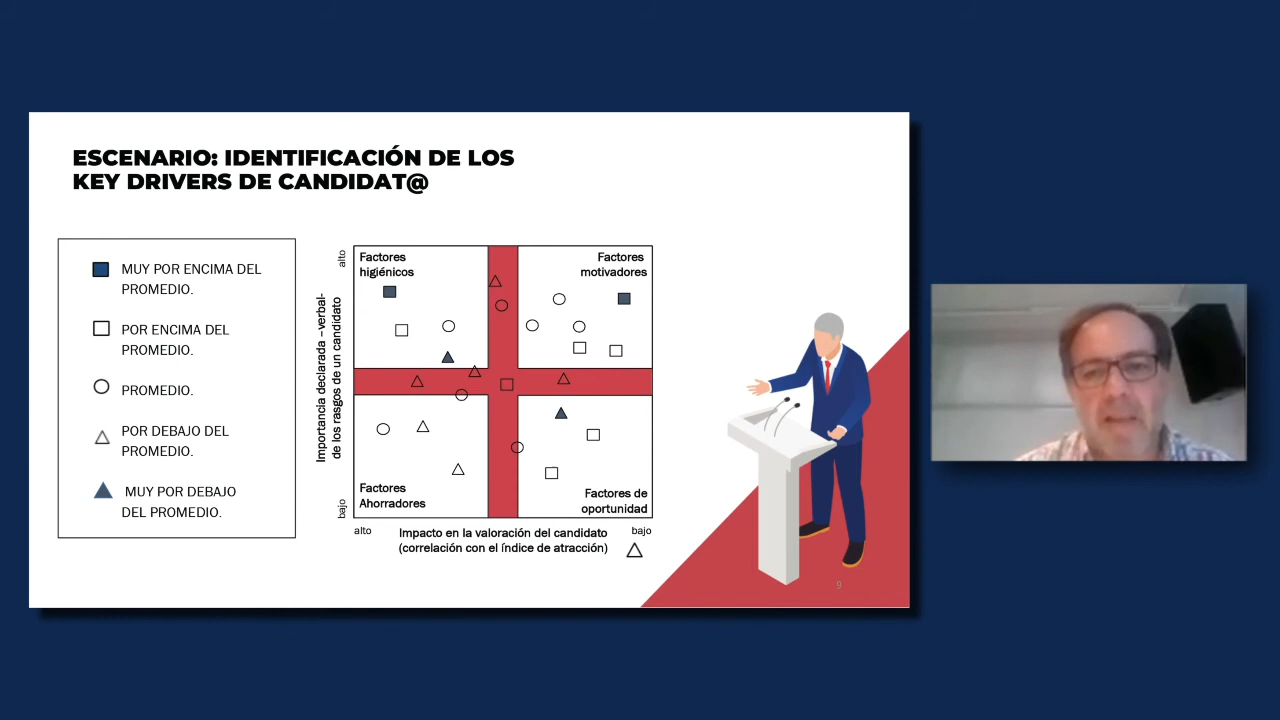 ESCENARIO: IDENTIFICACIÓN DE LOS
KEY DRIVERS DE CANDIDAT@
MUY POR ENCIMA DEL
PROMEDIO.
POR ENCIMA DEL
PROMEDIO.
PROMEDIO.
POR DEBAJO DEL
PROMEDIO.
MUY POR DEBAJO
DEL PROMEDIO.
alto
Importancia declarada –verbal-
de los rasgos de un candidato
bajo
Factores
higiénicos
Factores
motivadores
Factores
Ahorradores
Factores de
oportunidad
alto
Impacto en la valoración del candidato
(correlación con el índice de atracción)
bajo
9